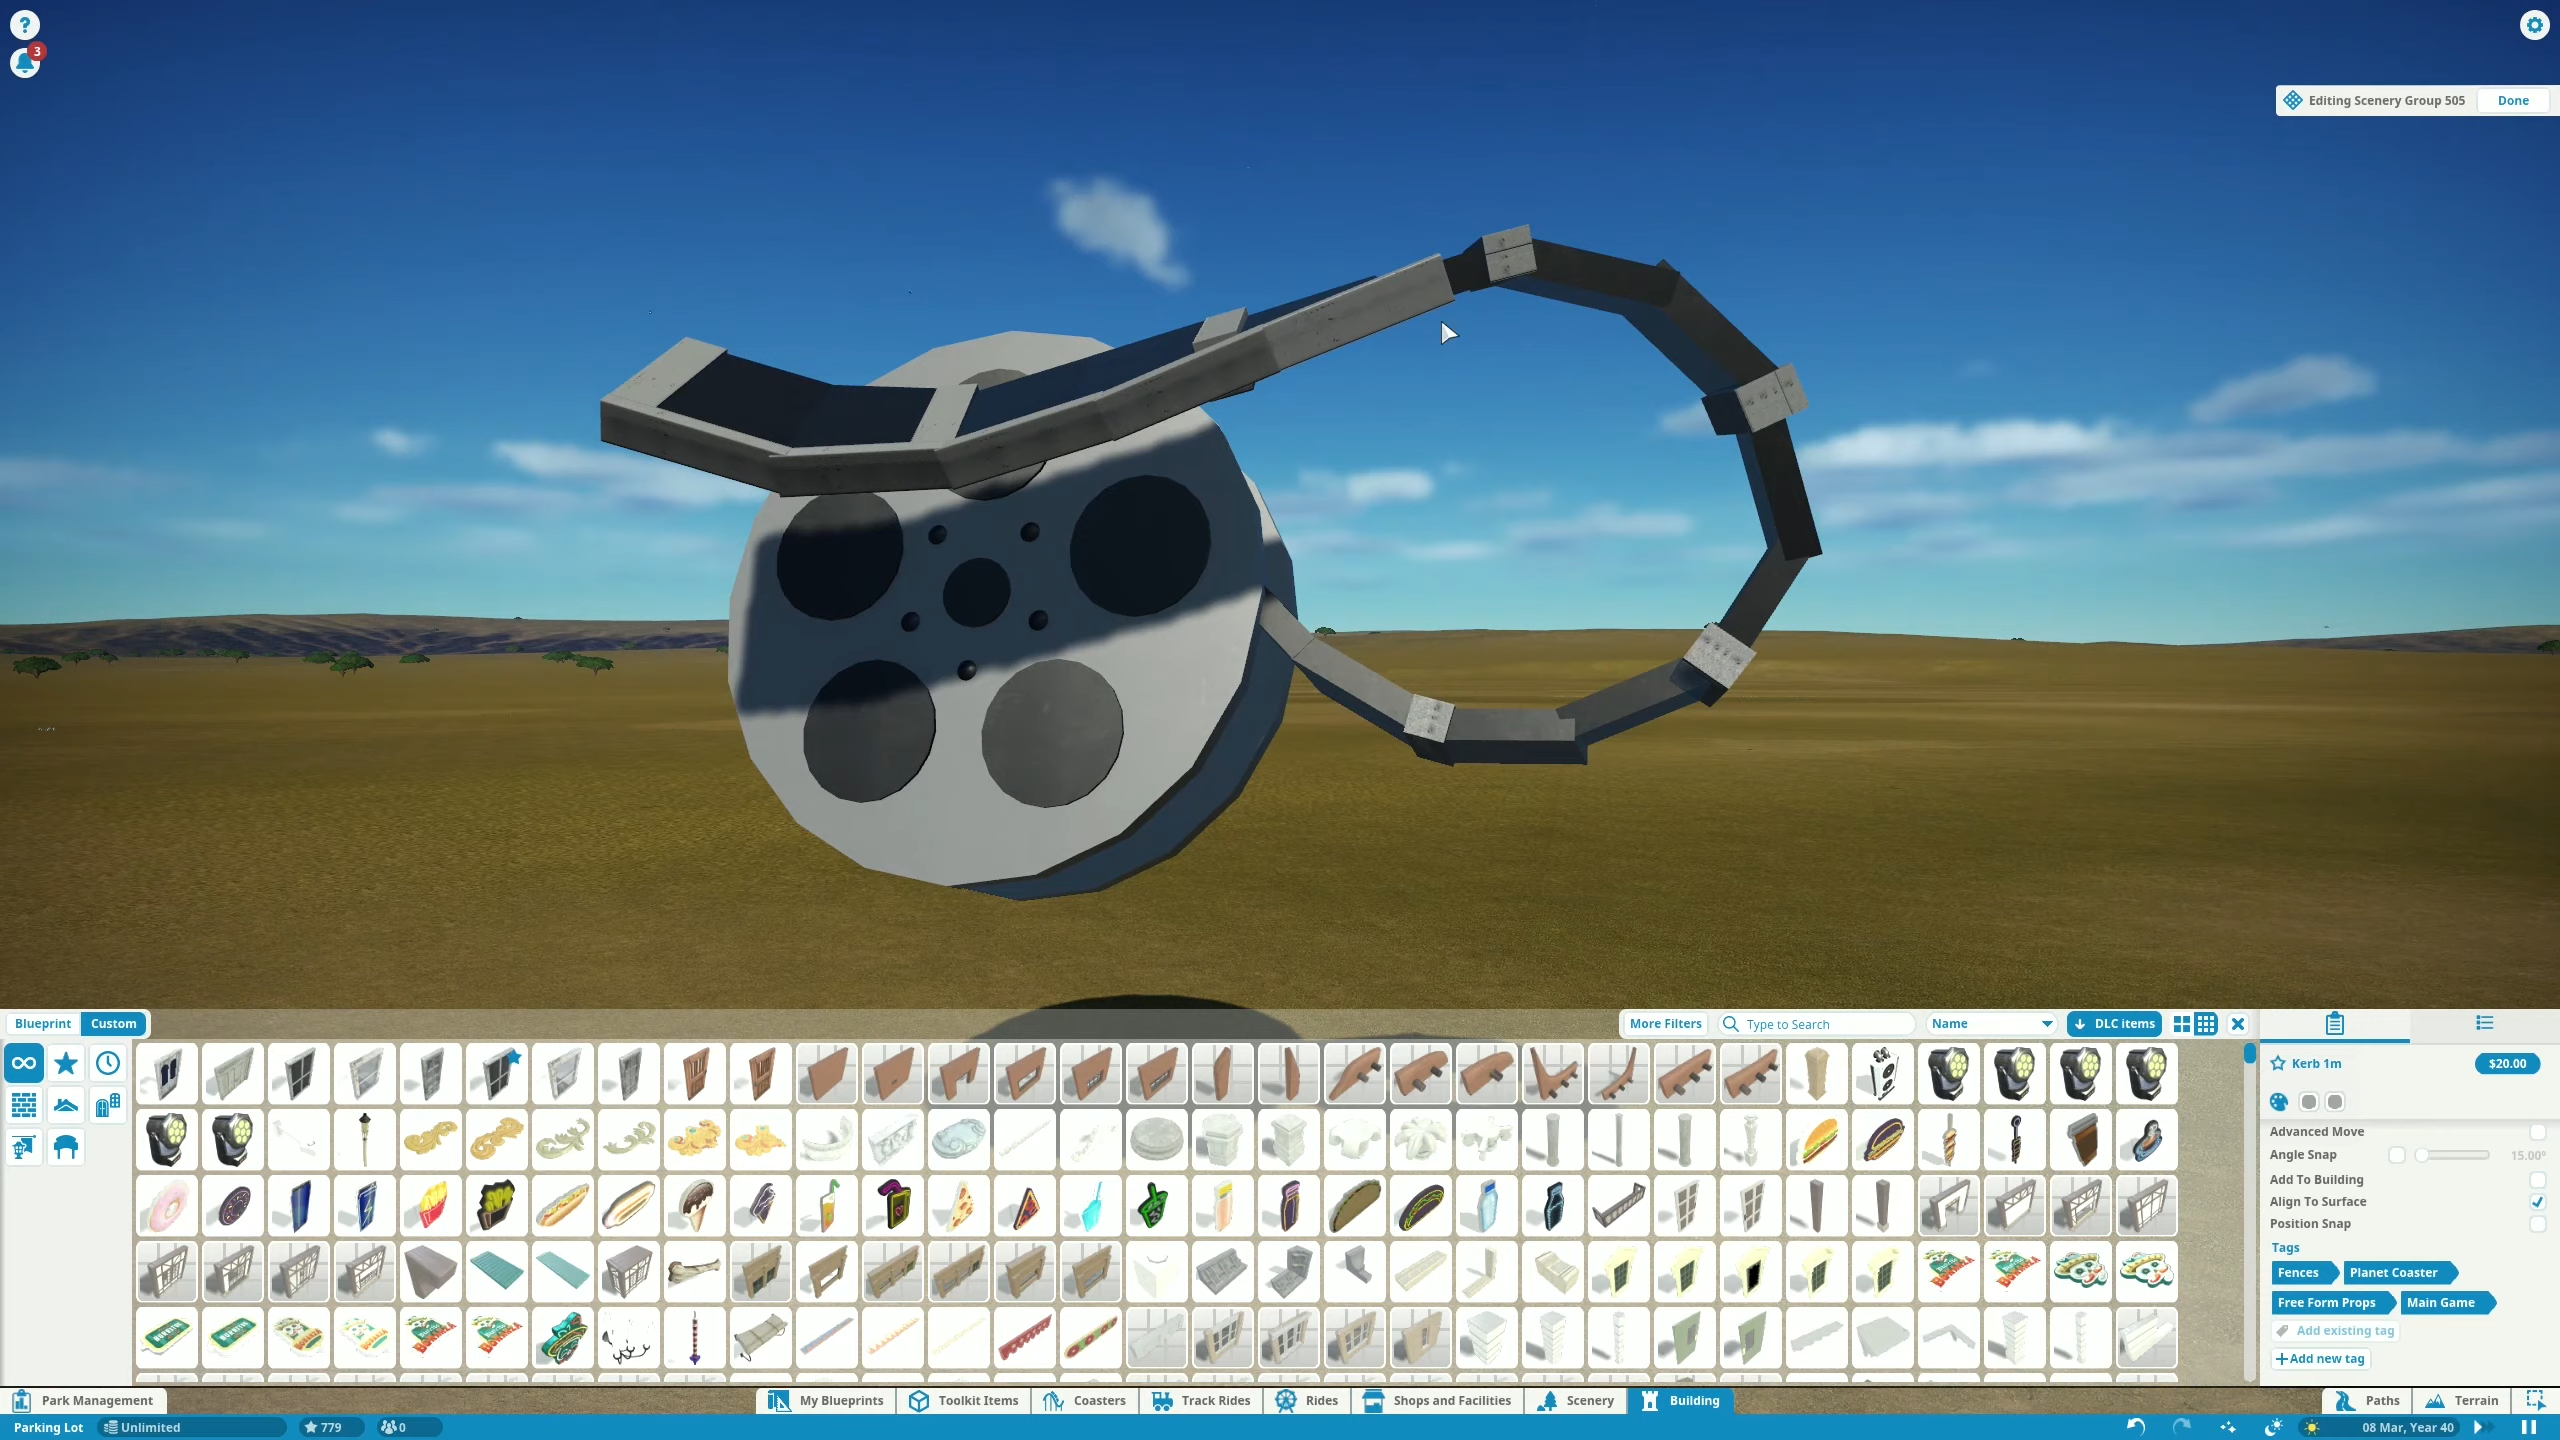 ?
3
Editing Scenery Group 505
Done
Blueprint
Custom
More Filters
Type to Search
Name
DLC items
Kerb 1m
$20.00
Advanced Move
Angle Snap
15.00°
Add To Building
Align To Surface
Position Snap
Tags
Fences
Planet Coaster
Free Form Props
Main Game
Add existing tag
+Add new tag
Park Management
My Blueprints
Toolkit Items
Coasters
Track Rides
Rides
Shops and Facilities
Scenery
Building
Paths
Terrain
Parking Lot
Unlimited
779
0
08 Mar, Year 40